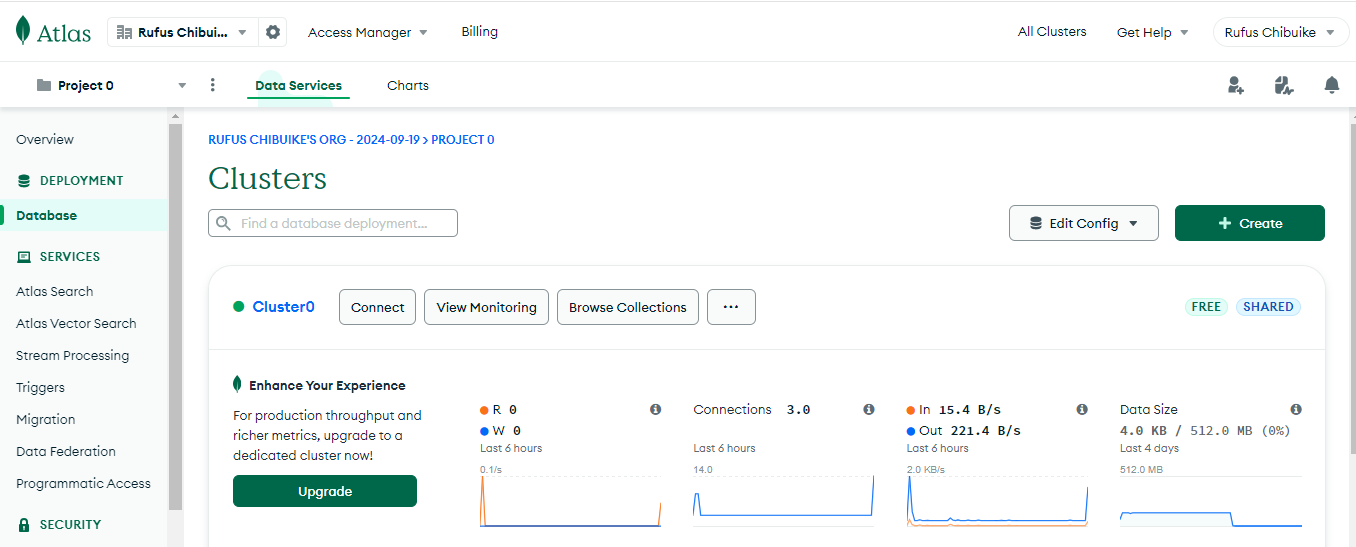 Atlas Rufus Chibui... Access Manager Billing All Clusters Get Help Rufus Chibuike
Project 0 Data Services Charts
Overview
DEPLOYMENT
Database
SERVICES
Atlas Search
Atlas Vector Search
Stream Processing
Triggers
Migration
Data Federation
Programmatic Access
SECURITY
RUFUS CHIBUIKE'S ORG - 2024-09-19 > PROJECT 0
Clusters
Find a database deployment...
Edit Config
+ Create
Cluster0 Connect View Monitoring Browse Collections ... FREE SHARED
Enhance Your Experience
For production throughput and
richer metrics, upgrade to a
dedicated cluster now!
Upgrade
R 0
W 0
Last 6 hours
0.1/s
Connections 3.0
Last 6 hours
14.0
In 15.4 B/s
Out 221.4 B/s
Last 6 hours
2.0 KB/s
Data Size
4.0 KB / 512.0 MB (0%)
Last 4 days
512.0 MB